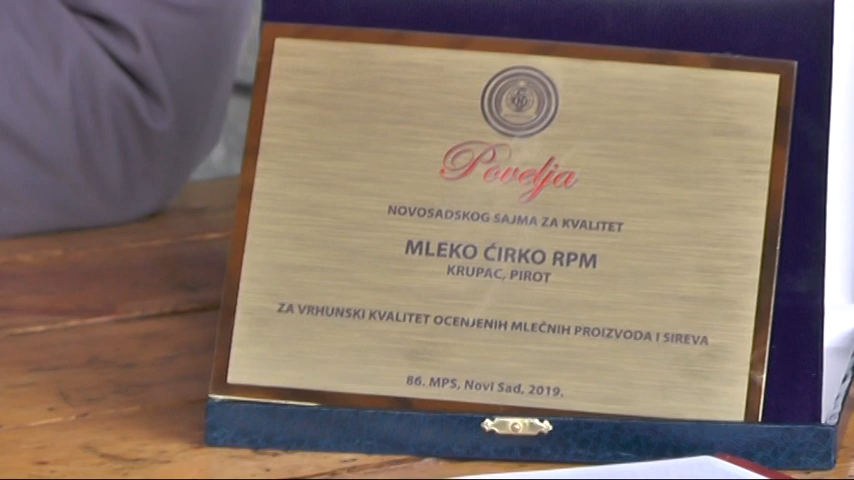 Povelja
NOVOSADSKOG SAJMA ZA KVALITET
MLEKO ĆIRKO RPM
KRUPAC, PIROT
ZA VRHUNSKI KVALITET OCENJENIH MLEČNIH PROIZVODA I SIREVA
86. MPS, Novi Sad, 2019,